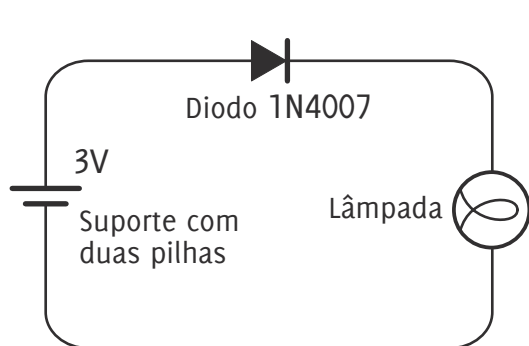 Diodo 1N4007
3V
Suporte com
duas pilhas
Lâmpada